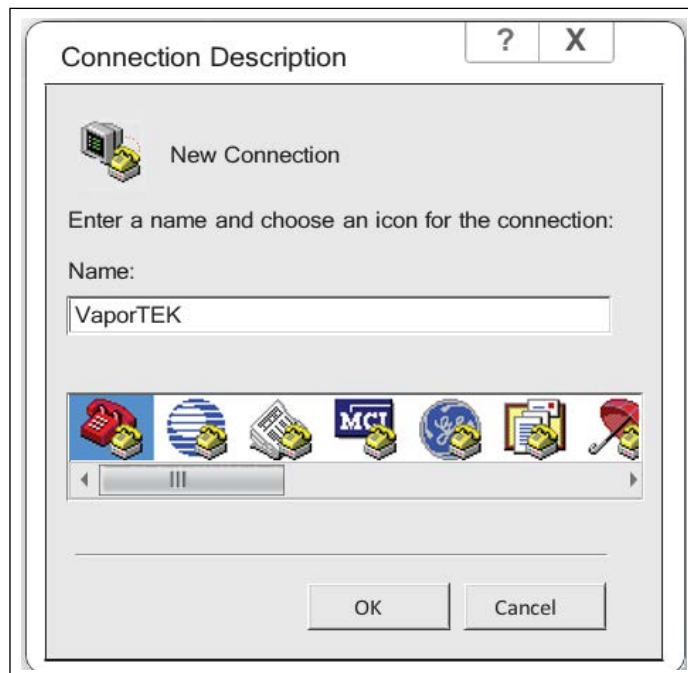 Connection Description
? X
New Connection
Enter a name and choose an icon for the connection:
Name:
VaporTEK
MCI
OK Cancel